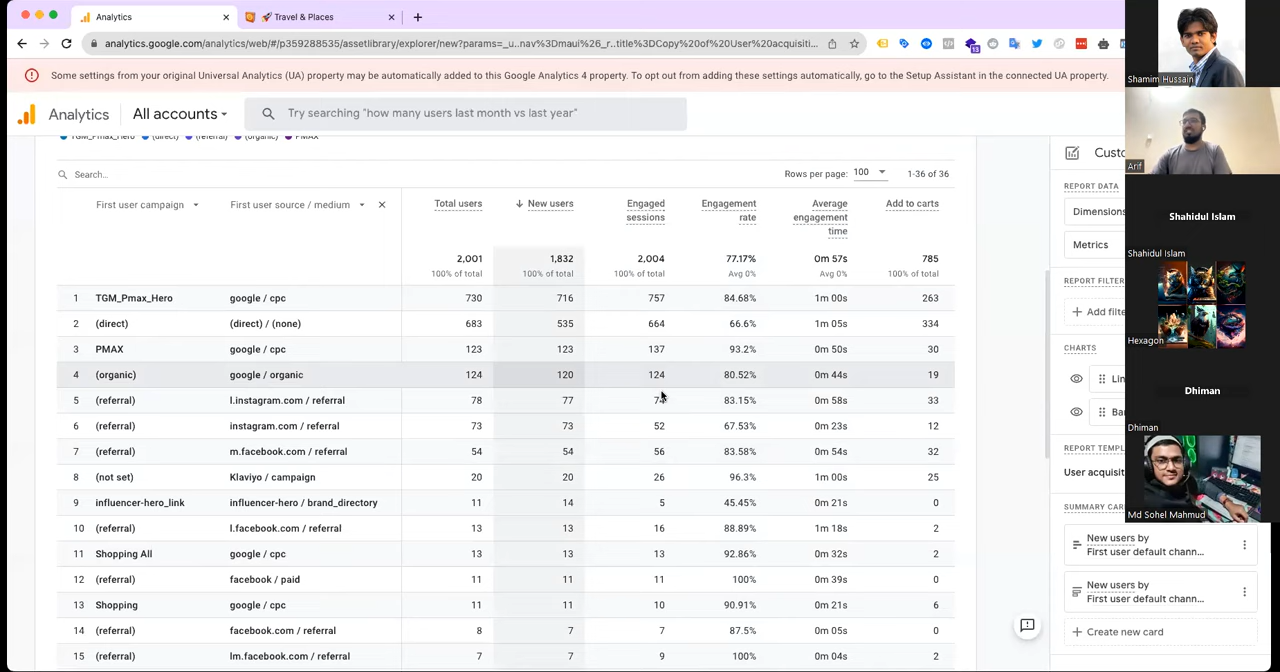 Analytics
🚀 Travel & Places
analytics.google.com/analytics/web/#/p359288535/assetlibrary/explorer/new?params=_u..nav%3Dmaui%26_r..title%3DCopy%20of%20User%20acquisiti...
13
Some settings from your original Universal Analytics (UA) property may be automatically added to this Google Analytics 4 property. To opt out from adding these settings automatically, go to the Setup Assistant in the connected UA property.
Analytics
All accounts
Try searching "how many users last month vs last year"
TGM_Pmax_Hero (direct) (referral) (organic) PMAX
Search...
Rows per page: 100 1-36 of 36
First user campaign First user source / medium Total users New users Engaged sessions Engagement rate Average engagement time Add to carts
2,001 1,832 2,004 77.17% 0m 57s 785
100% of total 100% of total 100% of total Avg 0% Avg 0% 100% of total
1 TGM_Pmax_Hero google / cpc 730 716 757 84.68% 1m 00s 263
2 (direct) (direct) / (none) 683 535 664 66.6% 1m 05s 334
3 PMAX google / cpc 123 123 137 93.2% 0m 50s 30
4 (organic) google / organic 124 120 124 80.52% 0m 44s 19
5 (referral) l.instagram.com / referral 78 77 83.15% 0m 58s 33
6 (referral) instagram.com / referral 73 73 52 67.53% 0m 23s 12
7 (referral) m.facebook.com / referral 54 54 56 83.58% 0m 54s 32
8 (not set) Klaviyo / campaign 20 20 26 96.3% 1m 00s 25
9 influencer-hero_link influencer-hero / brand_directory 11 14 5 45.45% 0m 21s 0
10 (referral) l.facebook.com / referral 13 13 16 88.89% 1m 18s 2
11 Shopping All google / cpc 13 13 13 92.86% 0m 32s 2
12 (referral) facebook / paid 11 11 11 100% 0m 39s 0
13 Shopping google / cpc 11 11 10 90.91% 0m 21s 6
14 (referral) facebook.com / referral 8 7 7 87.5% 0m 05s 0
15 (referral) lm.facebook.com / referral 7 7 9 100% 0m 04s 2
Custo
REPORT DATA
Dimensions
Metrics
REPORT FILTER
Add filte
CHARTS
Lin
Ba
REPORT TEMPL
User acquisit
SUMMARY CAR
New users by
First user default chann...
New users by
First user default chann...
Create new card
Shamim Hussain
Arif
Shahidul Islam
Shahidul Islam
Hexagon
Dhiman
Dhiman
Md Sohel Mahmud